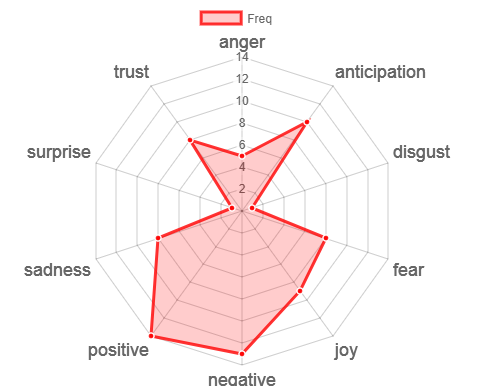 Freq
anger
14
trust
anticipation
12
10
8
surprise
disgust
6
4
2
sadness
fear
positive
joy
negative